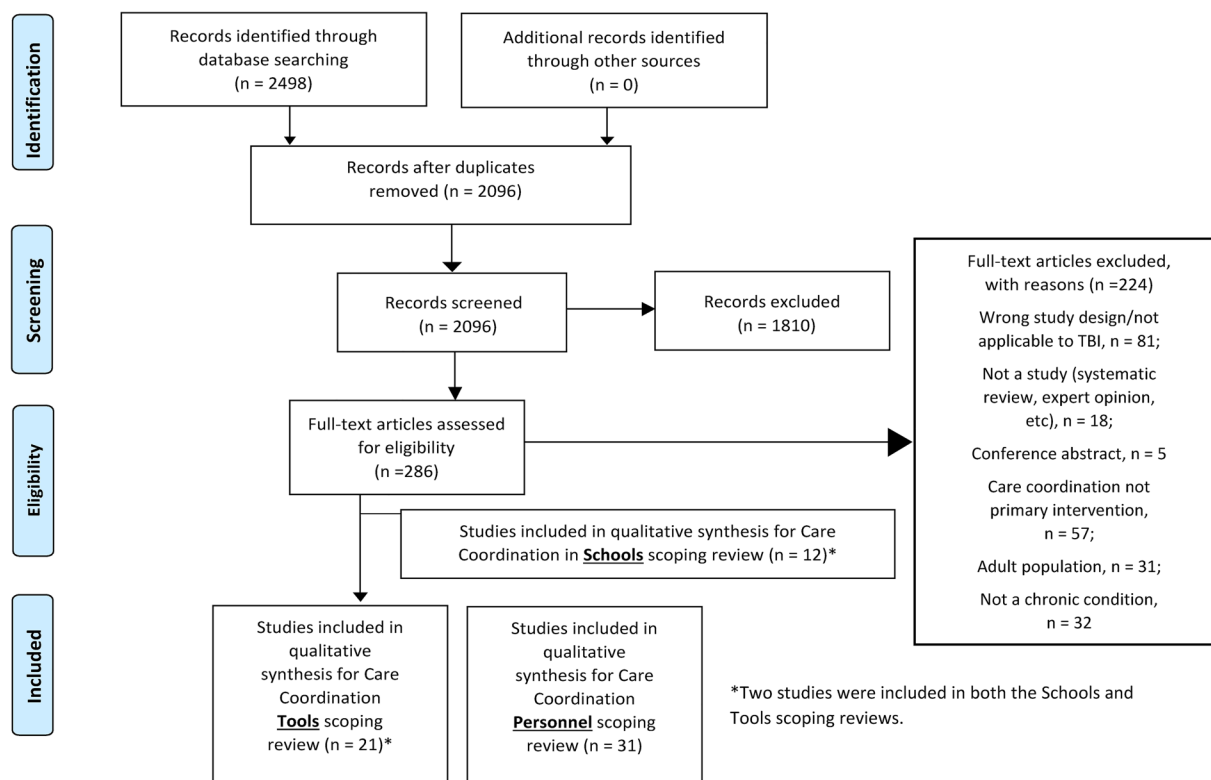 Identification
Records identified through
database searching
(n = 2498)
Additional records identified
through other sources
(n = 0)
Records after duplicates
removed (n = 2096)
Screening
Records screened
(n = 2096)
Records excluded
(n = 1810)
Full-text articles excluded,
with reasons (n =224)
Wrong study design/not
applicable to TBI, n = 81;
Not a study (systematic
review, expert opinion,
etc), n = 18;
Conference abstract, n = 5
Care coordination not
primary intervention,
n = 57;
Adult population, n = 31;
Not a chronic condition,
n = 32
Eligibility
Full-text articles assessed
for eligibility
(n =286)
Studies included in qualitative synthesis for Care
Coordination in Schools scoping review (n = 12)*
Included
Studies included in
qualitative
synthesis for Care
Coordination
Tools scoping
review (n = 21)*
Studies included in
qualitative
synthesis for Care
Coordination
Personnel scoping
review (n = 31)
*Two studies were included in both the Schools and
Tools scoping reviews.